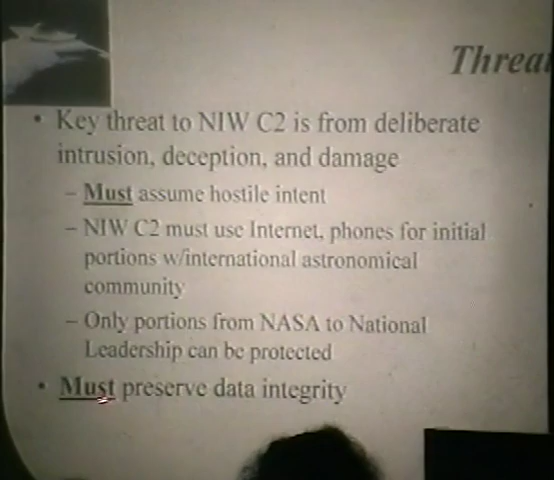 Threa
• Key threat to NIW C2 is from deliberate
intrusion, deception, and damage
– Must assume hostile intent
– NIW C2 must use Internet, phones for initial
portions w/international astronomical
community
– Only portions from NASA to National
Leadership can be protected
• Must preserve data integrity